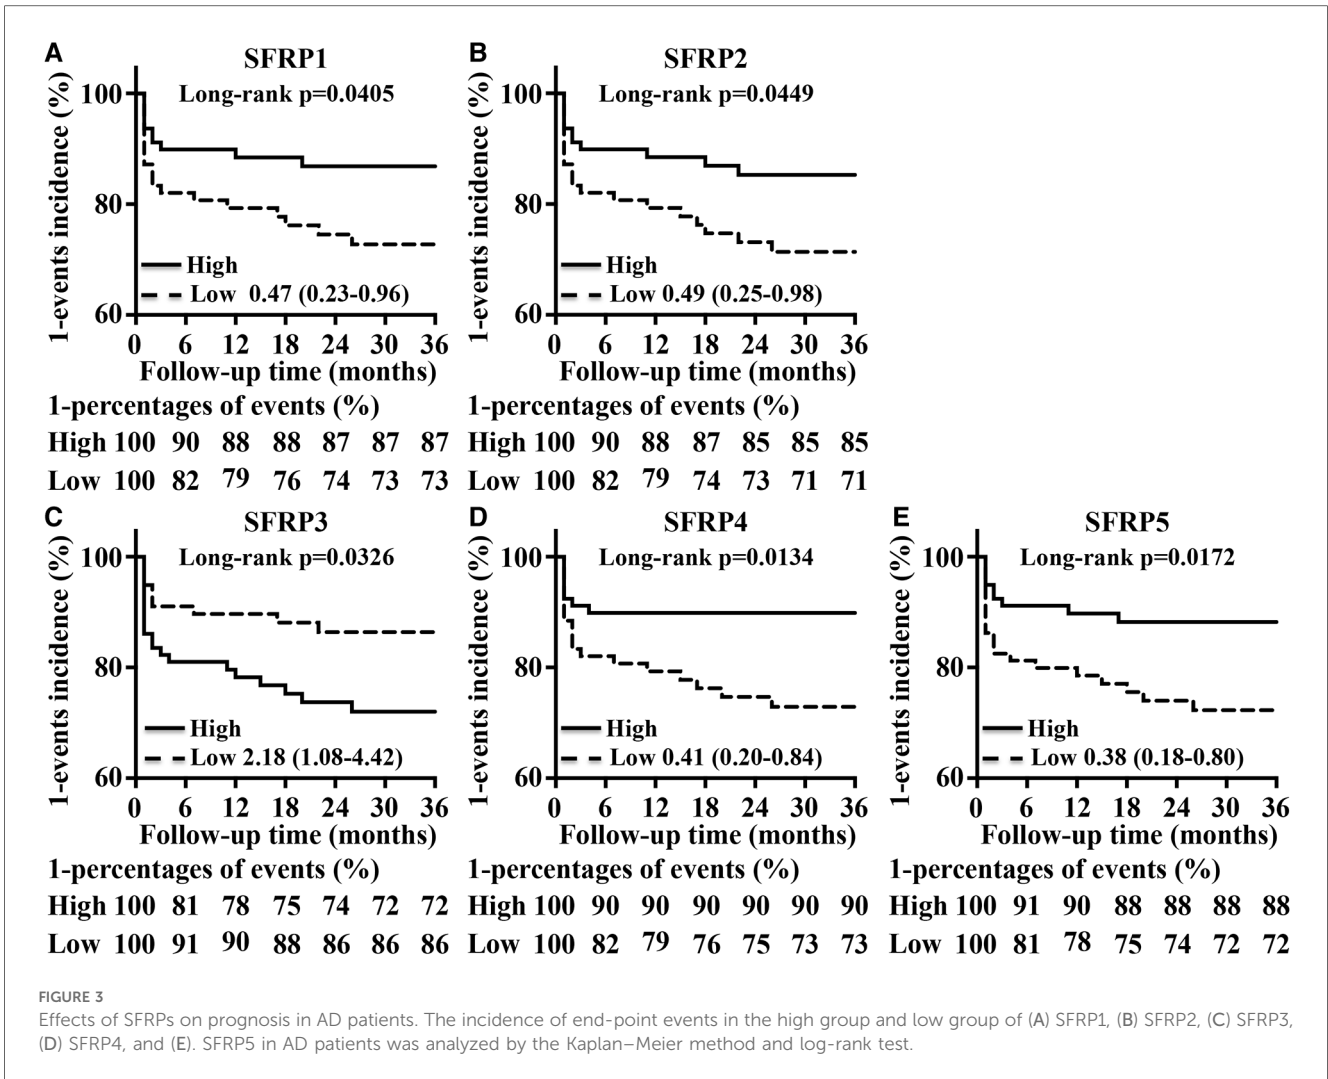 A
SFRP1
Long-rank p=0.0405
1-events incidence (%)
100
80
60
High
Low 0.47 (0.23-0.96)
0 6 12 18 24 30 36
Follow-up time (months)
1-percentages of events (%)
High 100 90 88 88 87 87 87
Low 100 82 79 76 74 73 73
B
SFRP2
Long-rank p=0.0449
1-events incidence (%)
100
80
60
High
Low 0.49 (0.25-0.98)
0 6 12 18 24 30 36
Follow-up time (months)
1-percentages of events (%)
High 100 90 88 87 85 85 85
Low 100 82 79 74 73 71 71
C
SFRP3
Long-rank p=0.0326
1-events incidence (%)
100
80
60
High
Low 2.18 (1.08-4.42)
0 6 12 18 24 30 36
Follow-up time (months)
1-percentages of events (%)
High 100 81 78 75 74 72 72
Low 100 91 90 88 86 86 86
D
SFRP4
Long-rank p=0.0134
1-events incidence (%)
100
80
60
High
Low 0.41 (0.20-0.84)
0 6 12 18 24 30 36
Follow-up time (months)
1-percentages of events (%)
High 100 90 90 90 90 90 90
Low 100 82 79 76 75 73 73
E
SFRP5
Long-rank p=0.0172
1-events incidence (%)
100
80
60
High
Low 0.38 (0.18-0.80)
0 6 12 18 24 30 36
Follow-up time (months)
1-percentages of events (%)
High 100 91 90 88 88 88 88
Low 100 81 78 75 74 72 72
FIGURE 3
Effects of SFRPs on prognosis in AD patients. The incidence of end-point events in the high group and low group of (A) SFRP1, (B) SFRP2, (C) SFRP3,
(D) SFRP4, and (E). SFRP5 in AD patients was analyzed by the Kaplan–Meier method and log-rank test.